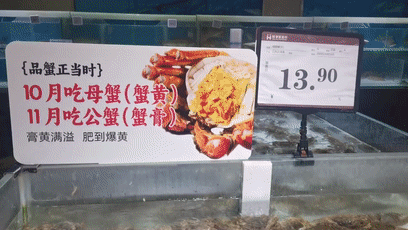 {品蟹正当时}
10月吃母蟹(蟹黄)
11月吃公蟹(蟹膏)
膏黄满溢 肥到爆黄
13.90